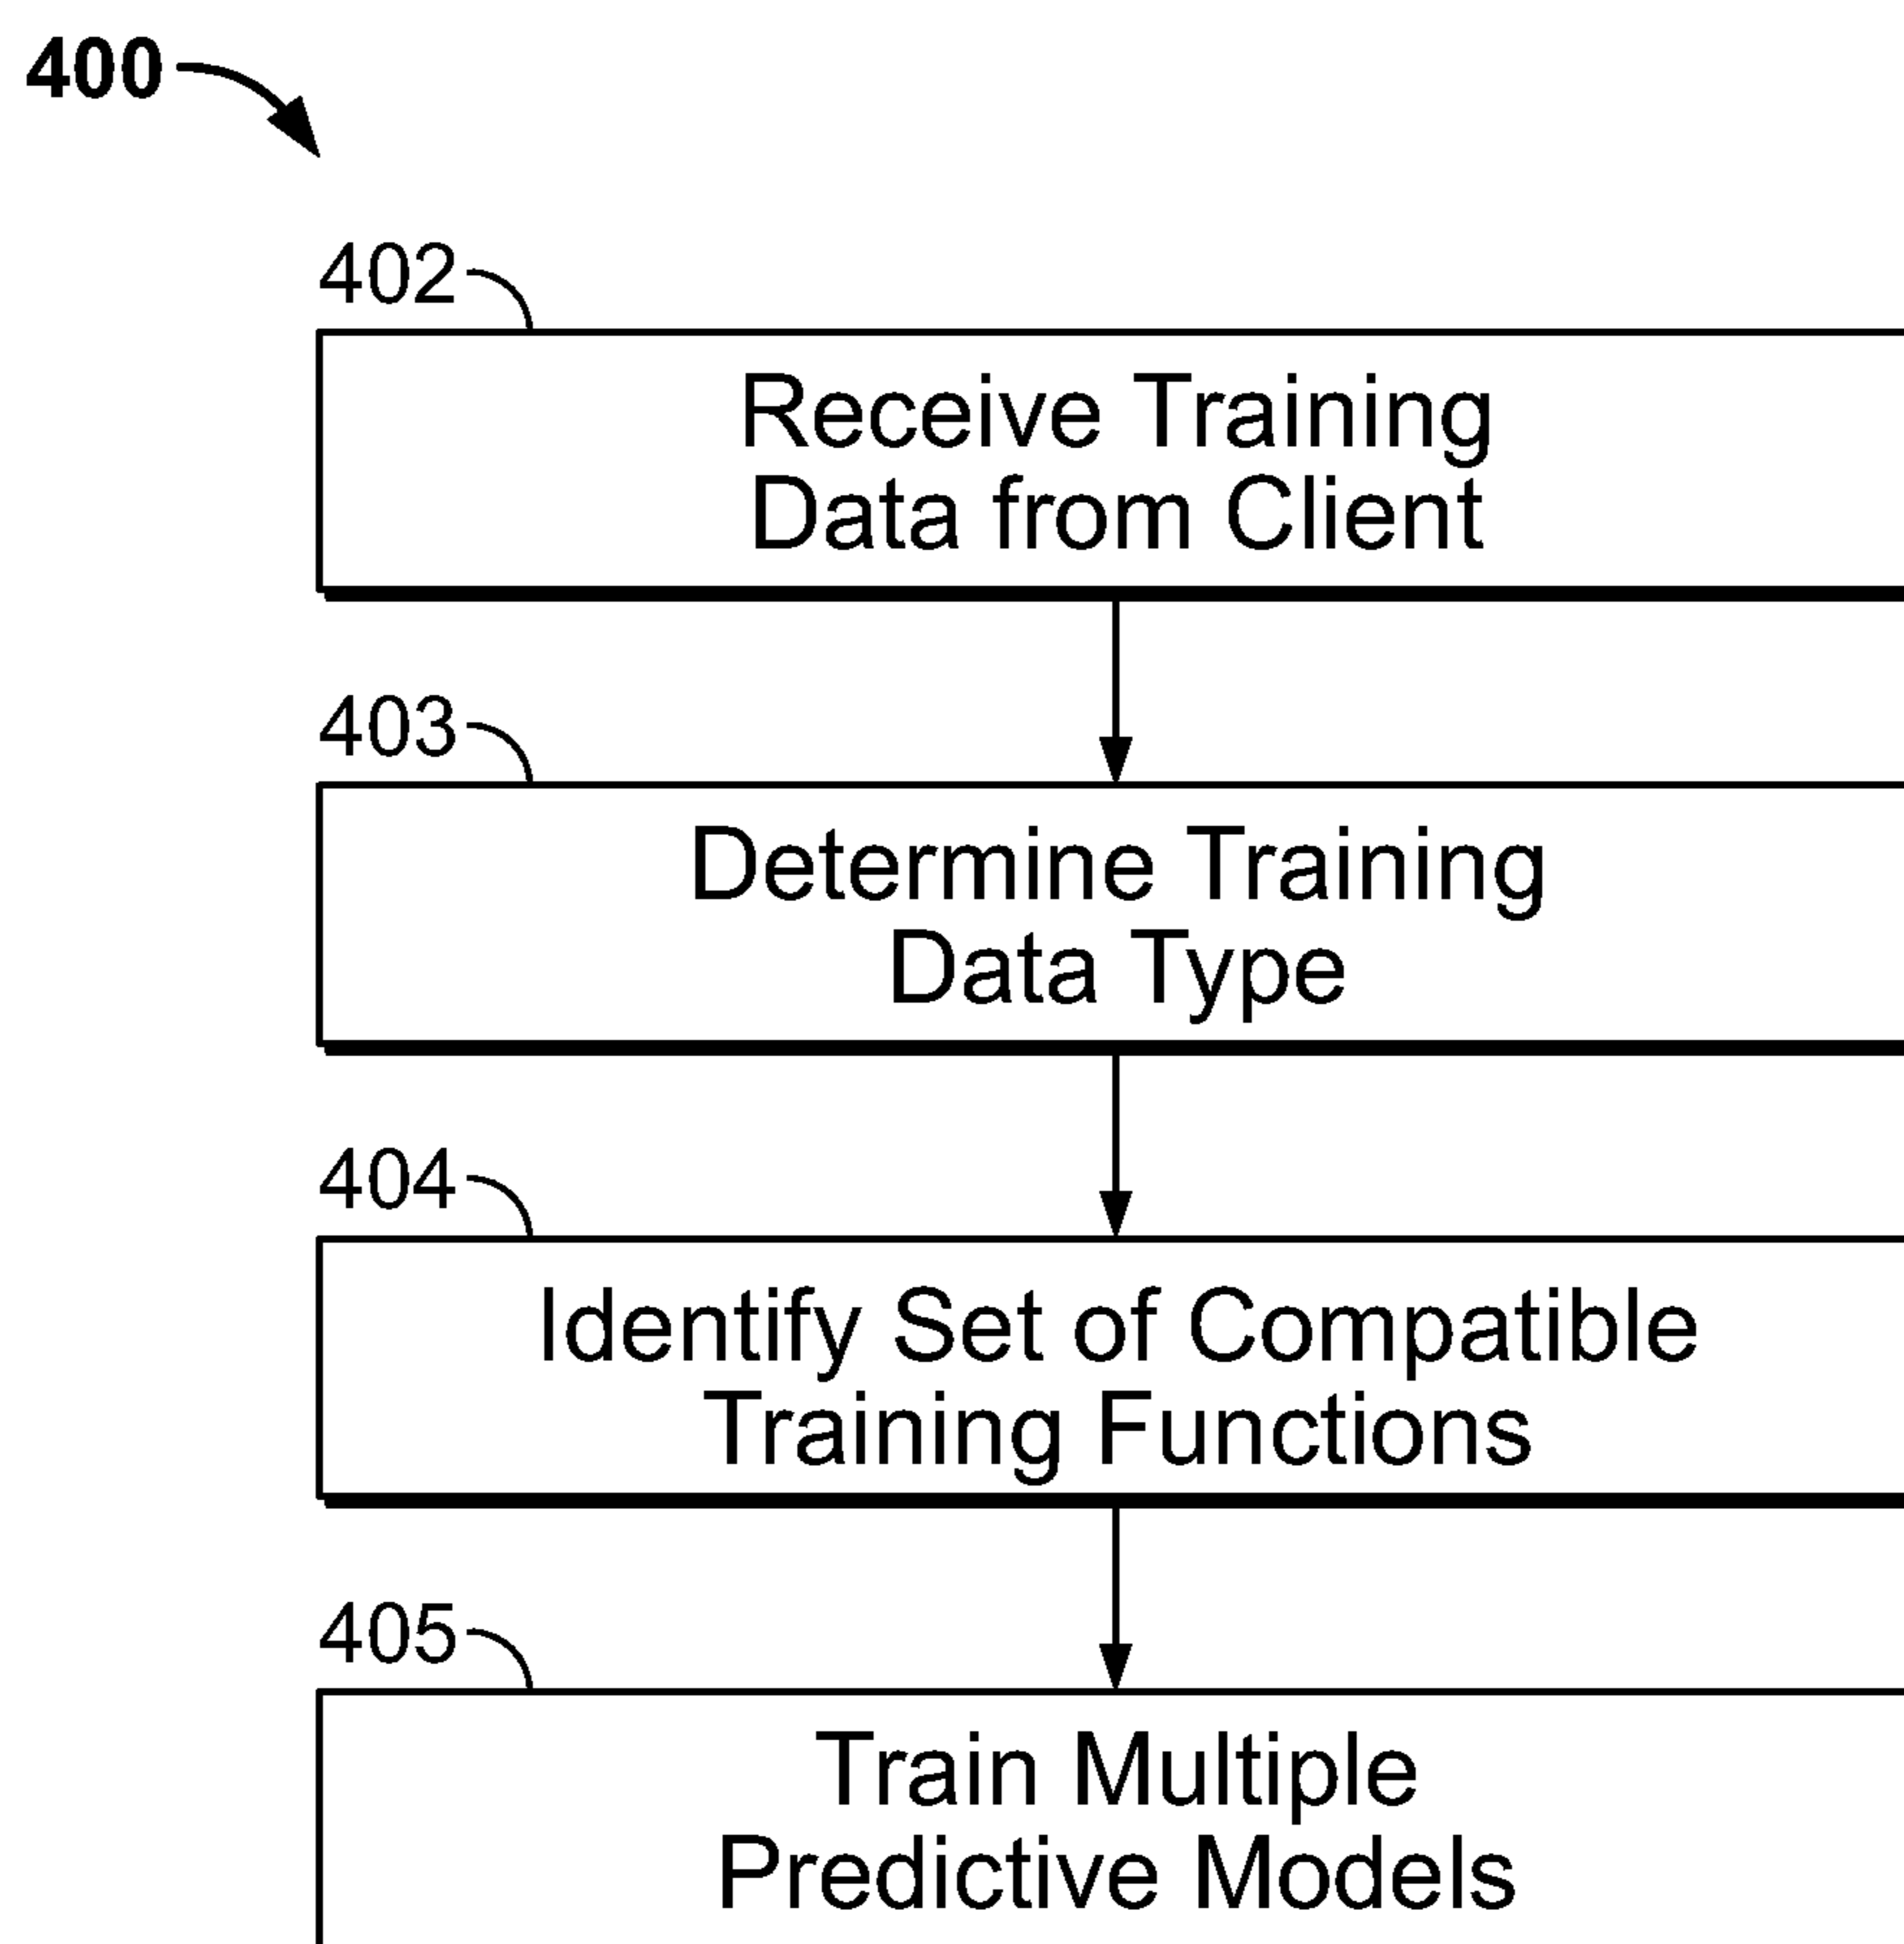 400
402
Receive Training
Data from Client
403
Determine Training
Data Type
404
Identify Set of Compatible
Training Functions
405
Train Multiple
Predictive Models